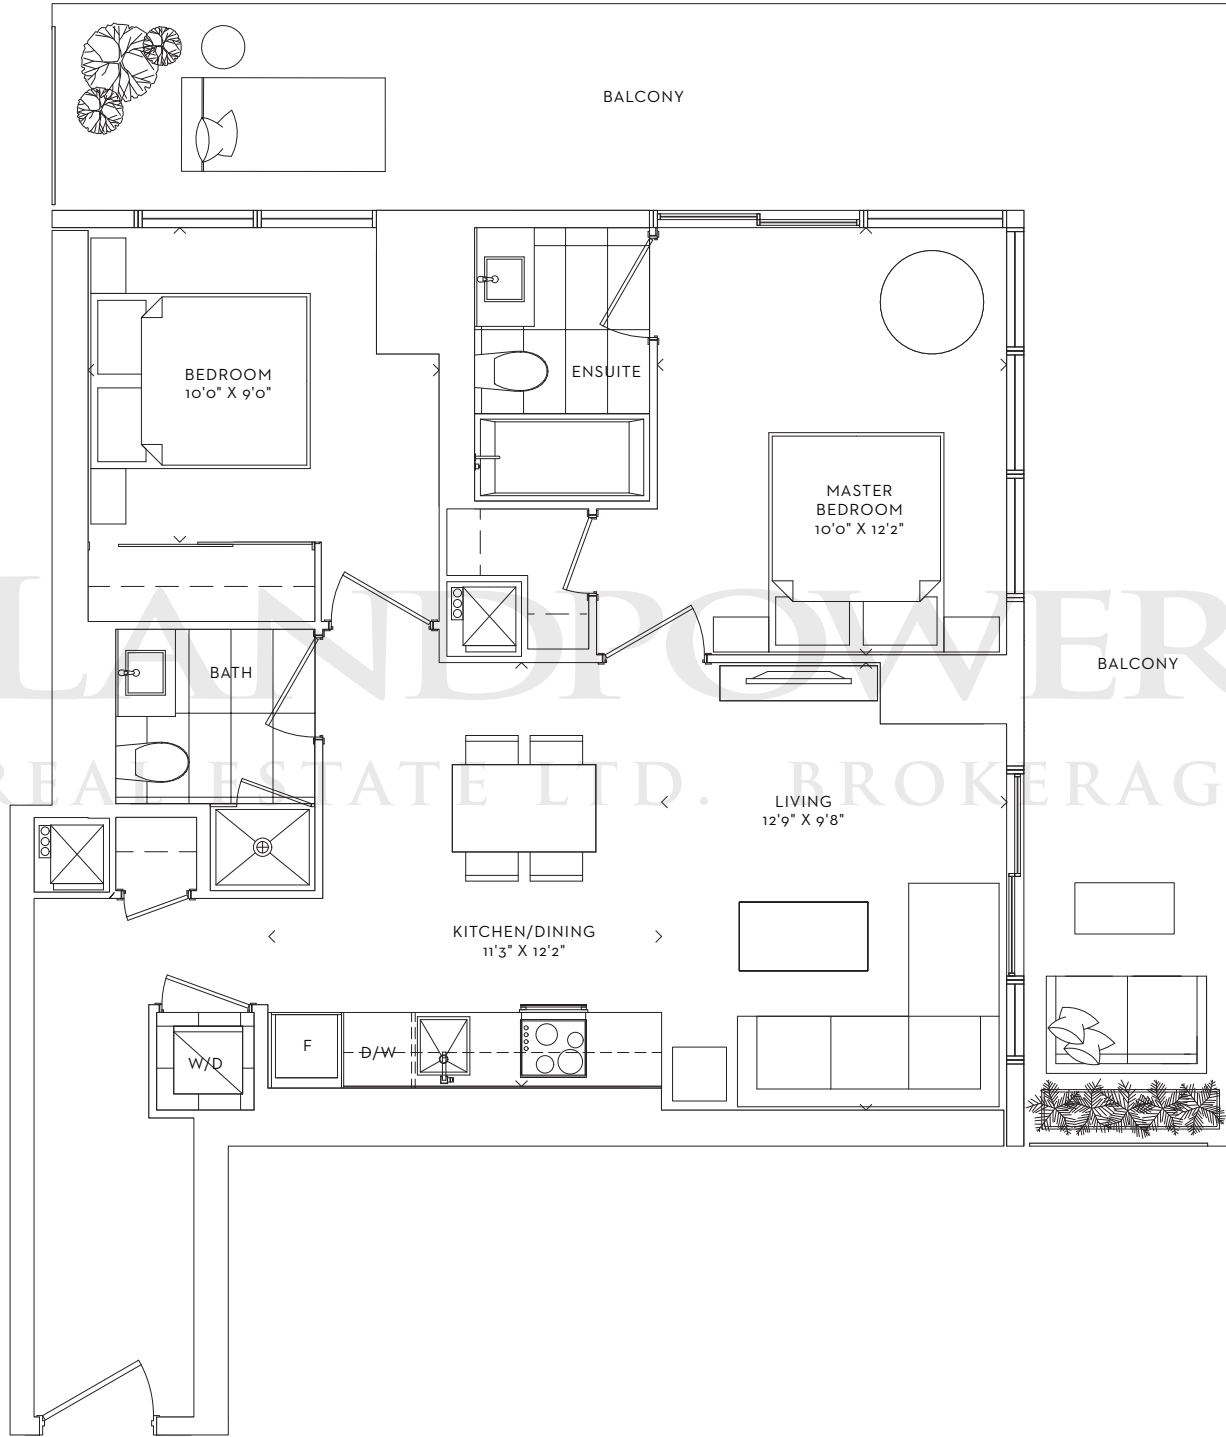 BALCONY
BEDROOM
10'0" X 9'0"
ENSUITE
MASTER
BEDROOM
10'0" X 12'2"
LANDPOWER
BATH
BALCONY
REAL ESTATE LTD. BROKERAG
LIVING
12'9" X 9'8"
KITCHEN/DINING
11'3" X 12'2"
F
D/W
W/D